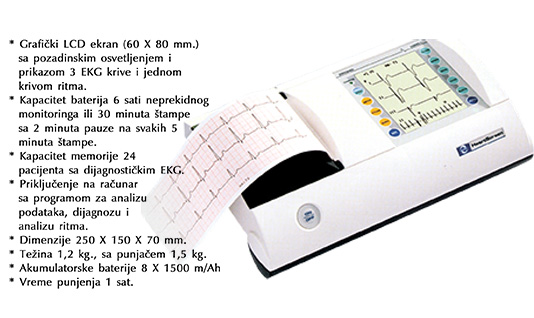 * Grafički LCD ekran (60 X 80 mm.)
sa pozadinskim osvetljenjem i
prikazom 3 EKG krive i jednom
krivom ritma.
* Kapacitet baterija 6 sati neprekidnog
monitoringa ili 30 minuta štampe
sa 2 minuta pauze na svakih 5
minuta štampe.
* Kapacitet memorije 24
pacijenta sa dijagnostičkim EKG.
* Priključenje na računar
sa programom za analizu
podataka, dijagnozu i
analizu ritma.
* Dimenzije 250 X 150 X 70 mm.
* Težina 1,2 kg., sa punjačem 1,5 kg.
* Akumulatorske baterije 8 X 1500 m/Ah
* Vreme punjenja 1 sat.
HeartScreen